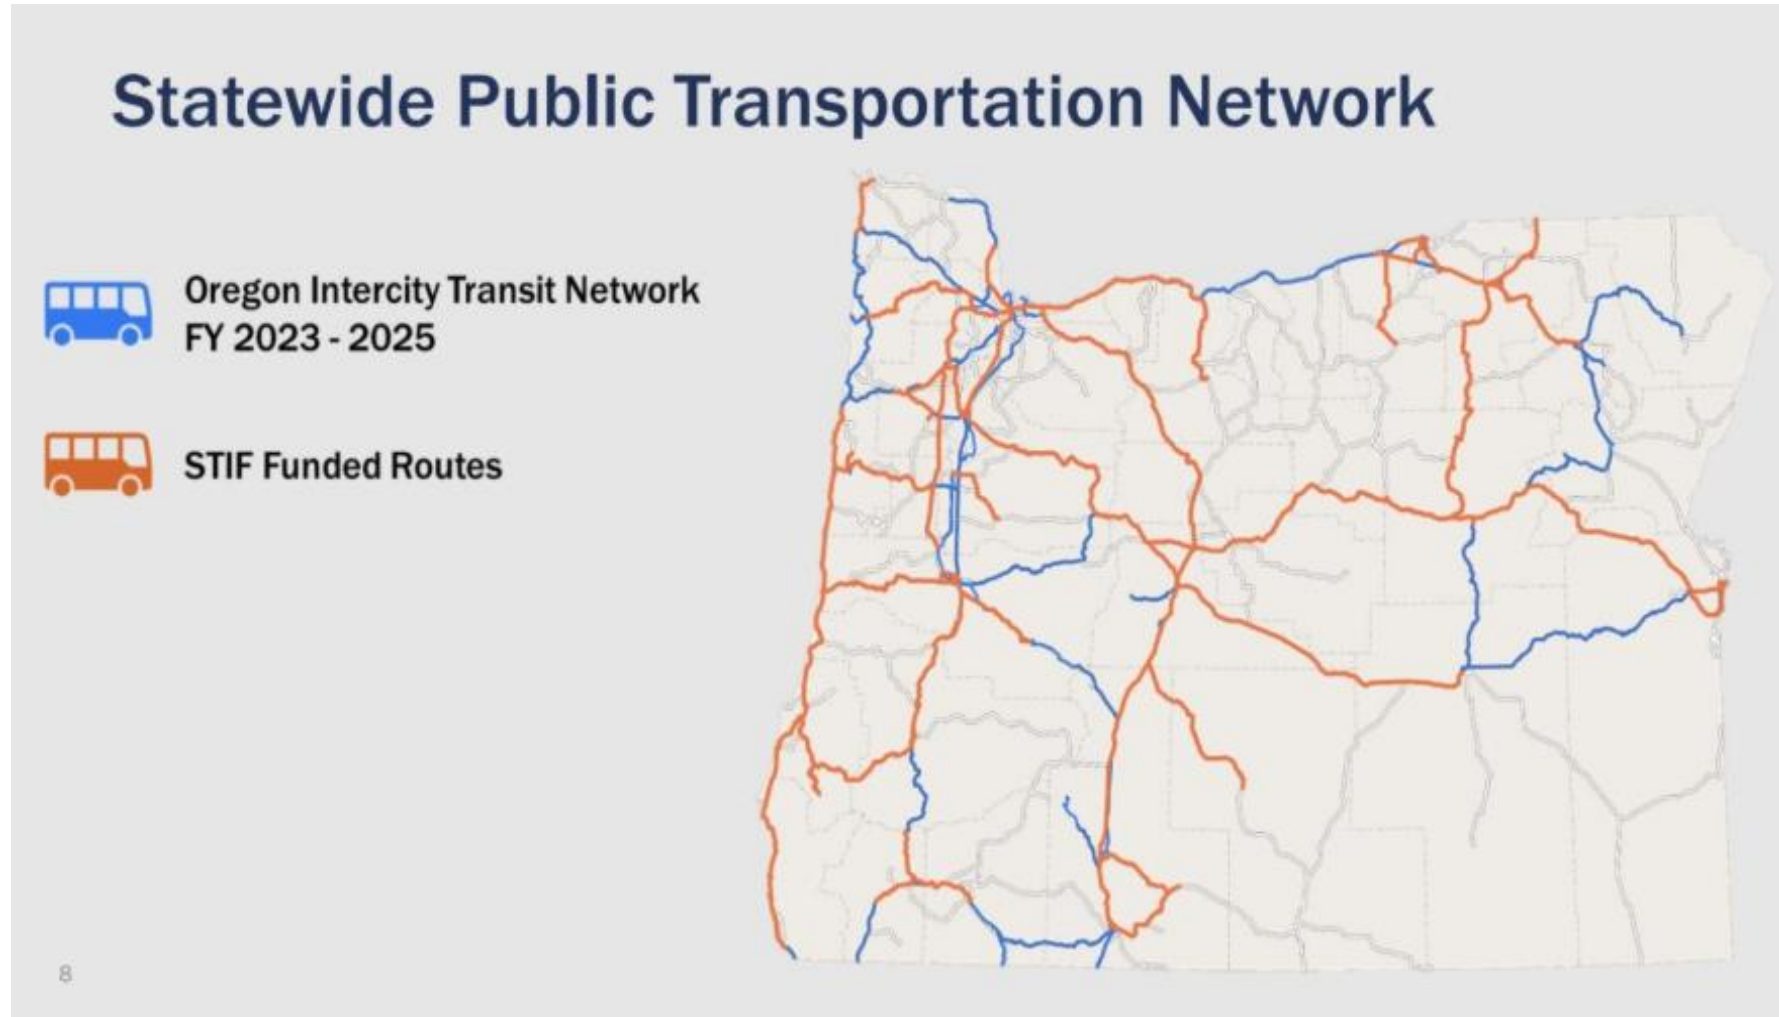 Statewide Public Transportation Network
Oregon Intercity Transit Network
FY 2023 - 2025
STIF Funded Routes
8